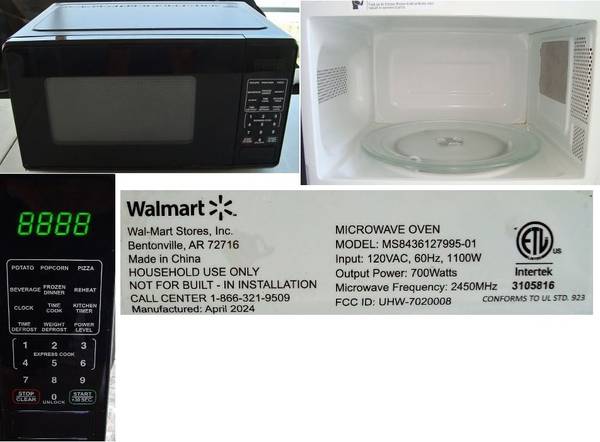 8888
POTATO POPCORN PIZZA
BEVERAGE FROZEN DINNER REHEAT
CLOCK TIME COOK KITCHEN TIMER
TIME DEFROST WEIGHT DEFROST POWER LEVEL
1 2 3
EXPRESS COOK
4 5 6
7 8 9
STOP CLEAR 0 START +30 SEC.
UNLOCK
Walmart
Wal-Mart Stores, Inc.
Bentonville, AR 72716
Made in China
HOUSEHOLD USE ONLY
NOT FOR BUILT - IN INSTALLATION
CALL CENTER 1-866-321-9509
Manufactured: April 2024
MICROWAVE OVEN
MODEL: MS8436127995-01
Input: 120VAC, 60Hz, 1100W
Output Power: 700Watts
Microwave Frequency: 2450MHz
FCC ID: UHW-7020008
ETL US
Intertek
3105816
CONFORMS TO UL STD. 923